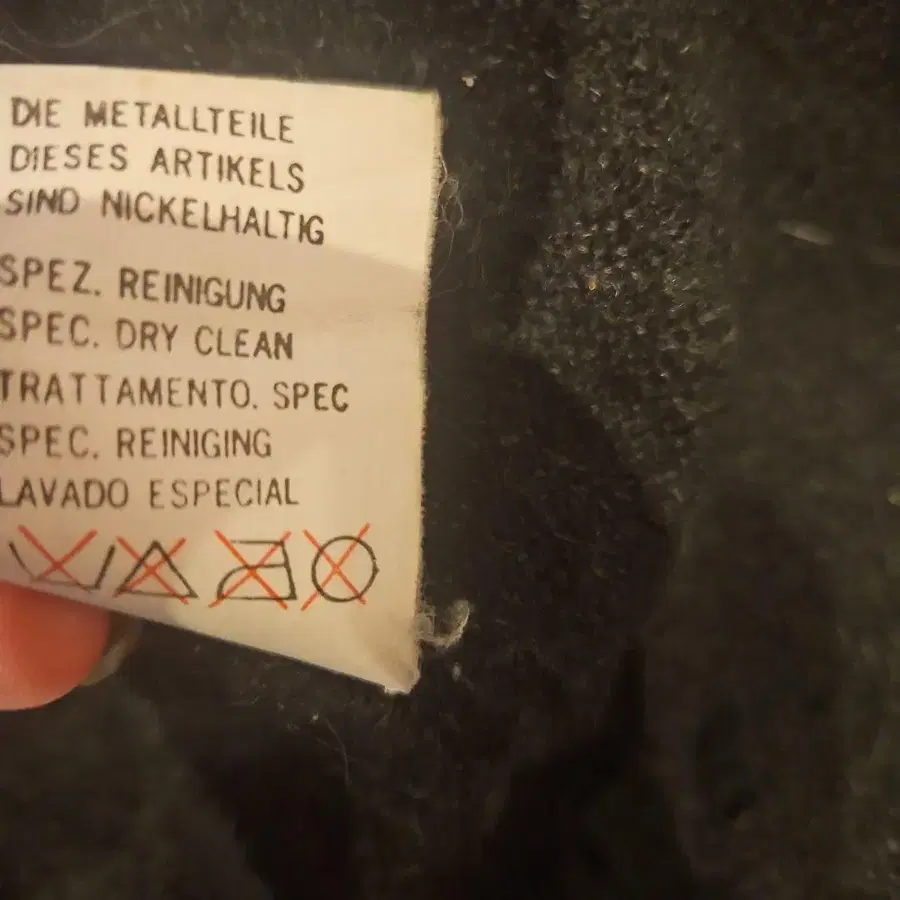 DIE METALLTEILE
DIESES ARTIKELS
SIND NICKELHALTIG
SPEZ. REINIGUNG
SPEC. DRY CLEAN
TRATTAMENTO. SPEC
SPEC. REINIGING
LAVADO ESPECIAL